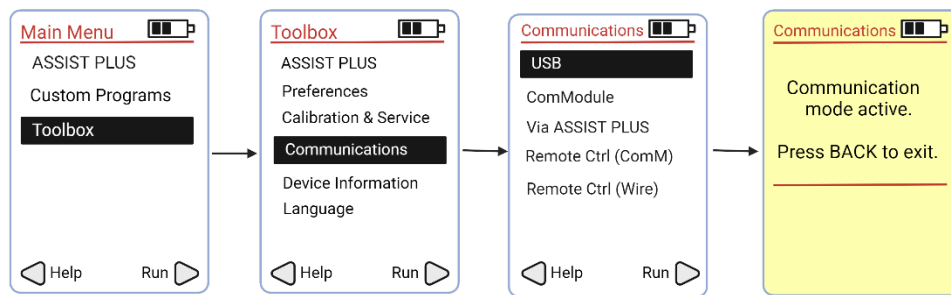 Main Menu
ASSIST PLUS
Custom Programs
Toolbox
Help Run
Toolbox
ASSIST PLUS
Preferences
Calibration & Service
Communications
Device Information
Language
Help Run
Communications
USB
ComModule
Via ASSIST PLUS
Remote Ctrl (ComM)
Remote Ctrl (Wire)
Help Run
Communications
Communication
mode active.
Press BACK to exit.